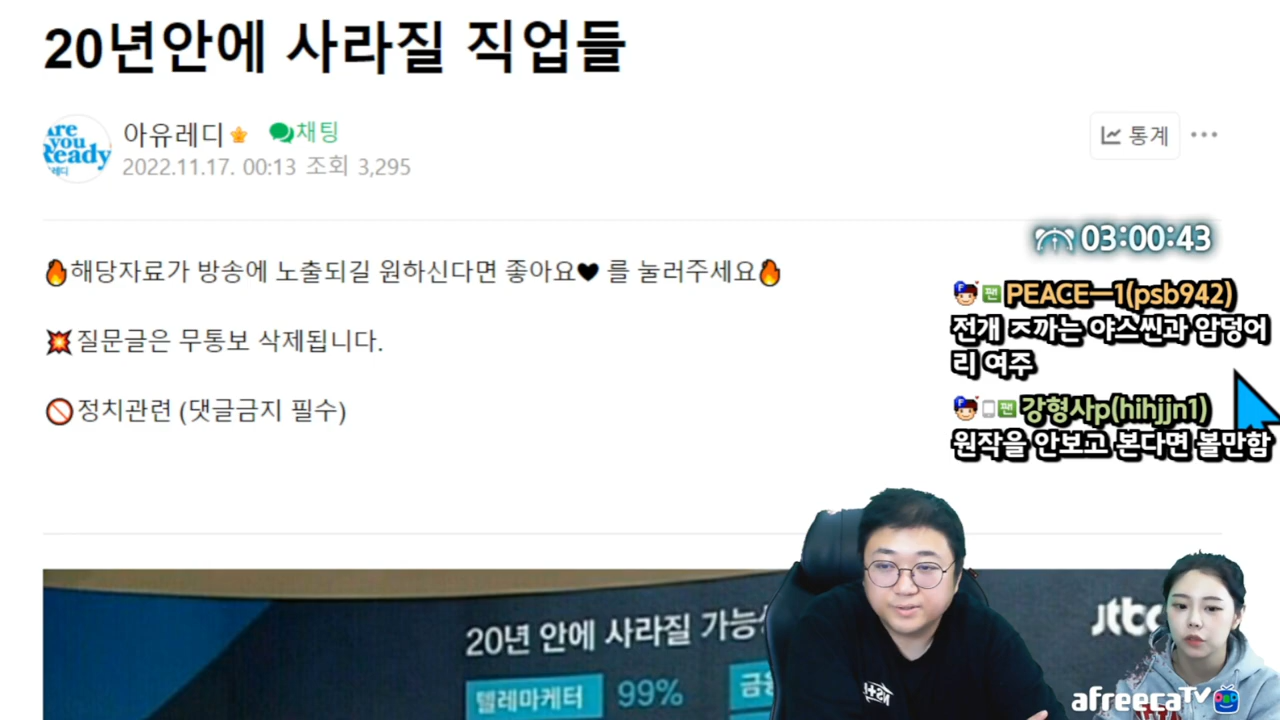 20년안에 사라질 직업들
Are
you
Ready
아유레디
채팅
2022.11.17. 00:13 조회 3,295
통계
03:00:43
🔥해당자료가 방송에 노출되길 원하신다면 좋아요🖤 를 눌러주세요🔥
💥질문글은 무통보 삭제됩니다.
🚫정치관련 (댓글금지 필수)
팬 PEACE—1(psb942)
전개 ㅈ까는 야스씬과 암덩어
리 여주
팬 강형사p(hihjjn1)
원작을 안보고 본다면 볼만함
20년 안에 사라질
텔레마케터 99%
jtbc
afreecaTV